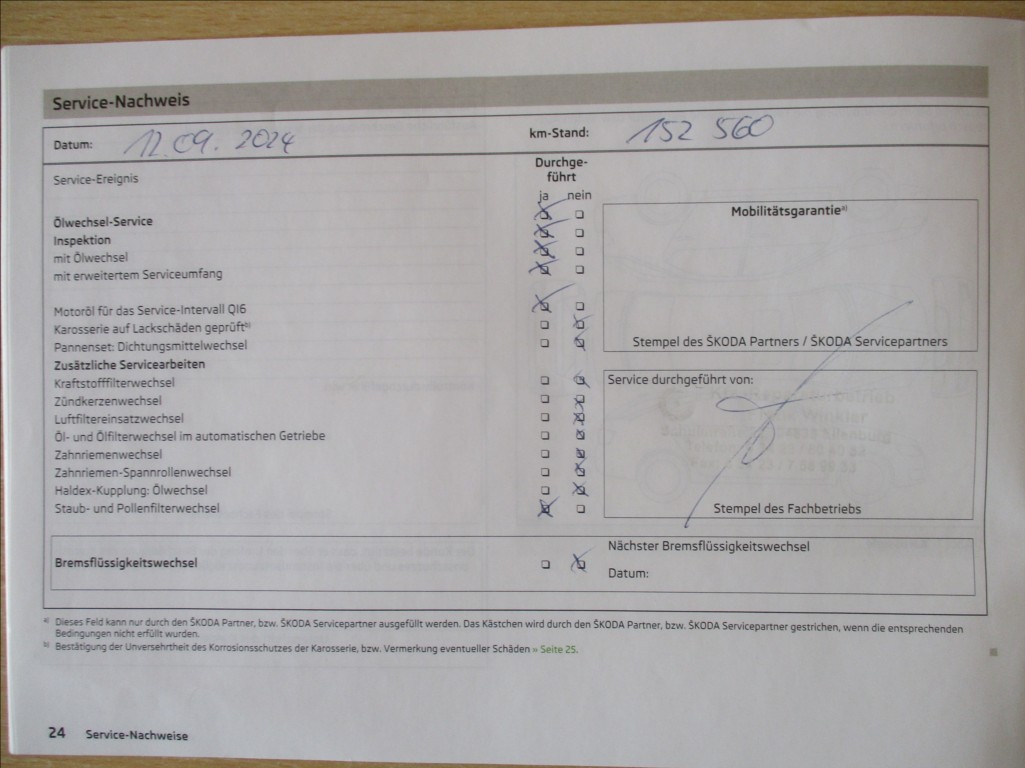 Service-Nachweis
Datum: 12.09.2024 km-Stand: 152 560
Service-Ereignis
Durchge-
führt
ja nein
Ölwechsel-Service
Inspektion
mit Ölwechsel
mit erweitertem Serviceumfang
Motoröl für das Service-Intervall QI6
Karosserie auf Lackschäden geprüftᵇ⁾
Pannenset: Dichtungsmittelwechsel
Zusätzliche Servicearbeiten
Kraftstofffilterwechsel
Zündkerzenwechsel
Luftfiltereinsatzwechsel
Öl- und Ölfilterwechsel im automatischen Getriebe
Zahnriemenwechsel
Zahnriemen-Spannrollenwechsel
Haldex-Kupplung: Ölwechsel
Staub- und Pollenfilterwechsel
Mobilitätsgarantieᵃ⁾
Stempel des ŠKODA Partners / ŠKODA Servicepartners
Service durchgeführt von:
Winkler
Eilenburg
Stempel des Fachbetriebs
Bremsflüssigkeitswechsel
Nächster Bremsflüssigkeitswechsel
Datum:
ᵃ⁾ Dieses Feld kann nur durch den ŠKODA Partner, bzw. ŠKODA Servicepartner ausgefüllt werden. Das Kästchen wird durch den ŠKODA Partner, bzw. ŠKODA Servicepartner gestrichen, wenn die entsprechenden
Bedingungen nicht erfüllt wurden.
ᵇ⁾ Bestätigung der Unversehrtheit des Korrosionsschutzes der Karosserie, bzw. Vermerkung eventueller Schäden » Seite 25.
24 Service-Nachweise